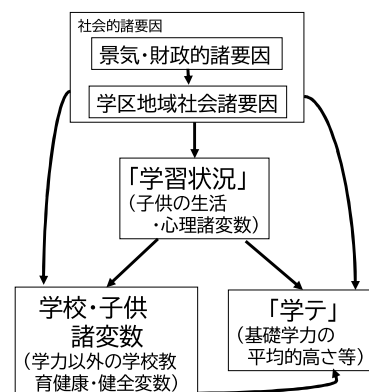 社会的諸要因
景気・財政的諸要因
学区地域社会諸要因
「学習状況」
(子供の生活
・心理諸変数)
学校・子供
諸変数
(学力以外の学校教
育健康・健全変数)
「学テ」
(基礎学力の
平均的高さ等)